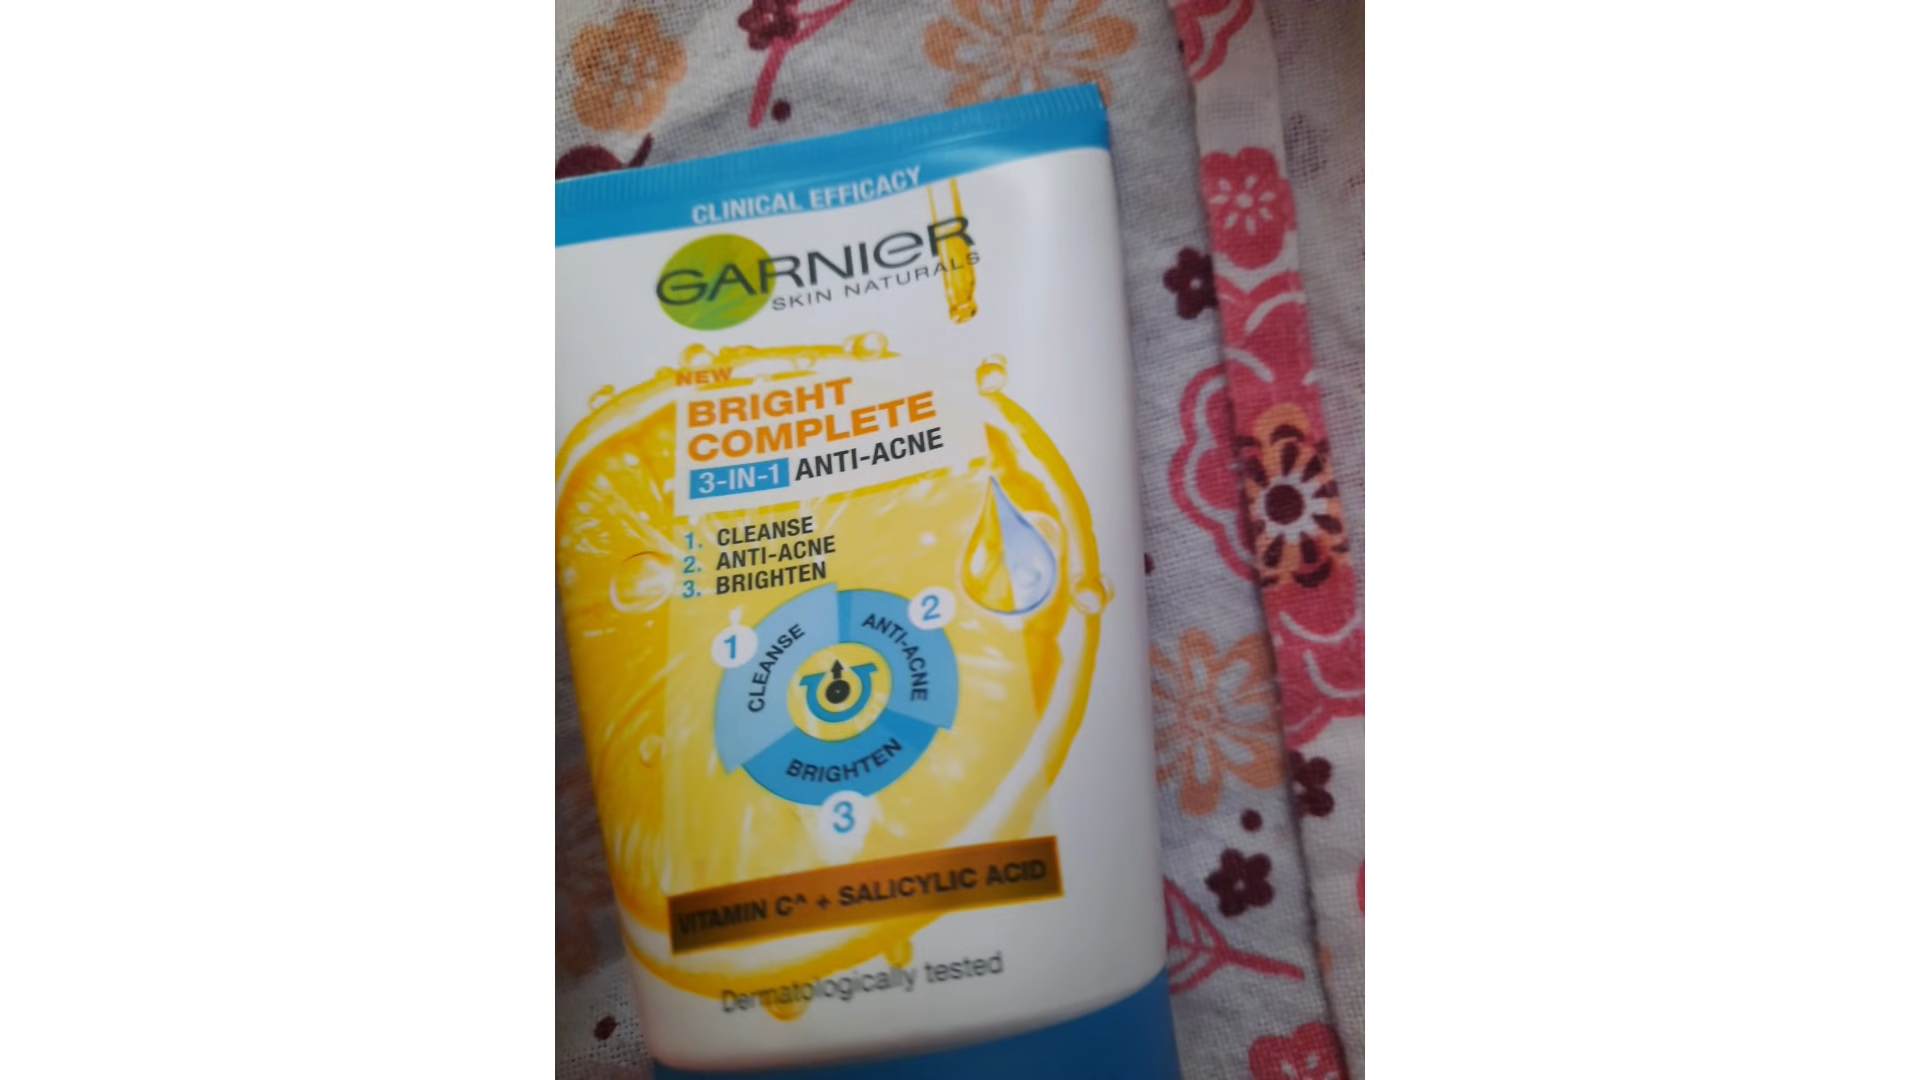 CLINICAL EFFICACY
GARNIER
SKIN NATURALS
NEW
BRIGHT
COMPLETE
3-IN-1 ANTI-ACNE
1. CLEANSE
2. ANTI-ACNE
3. BRIGHTEN
1
CLEANSE
2
ANTI-ACNE
BRIGHTEN
3
VITAMIN C^ + SALICYLIC ACID
Dermatologically tested